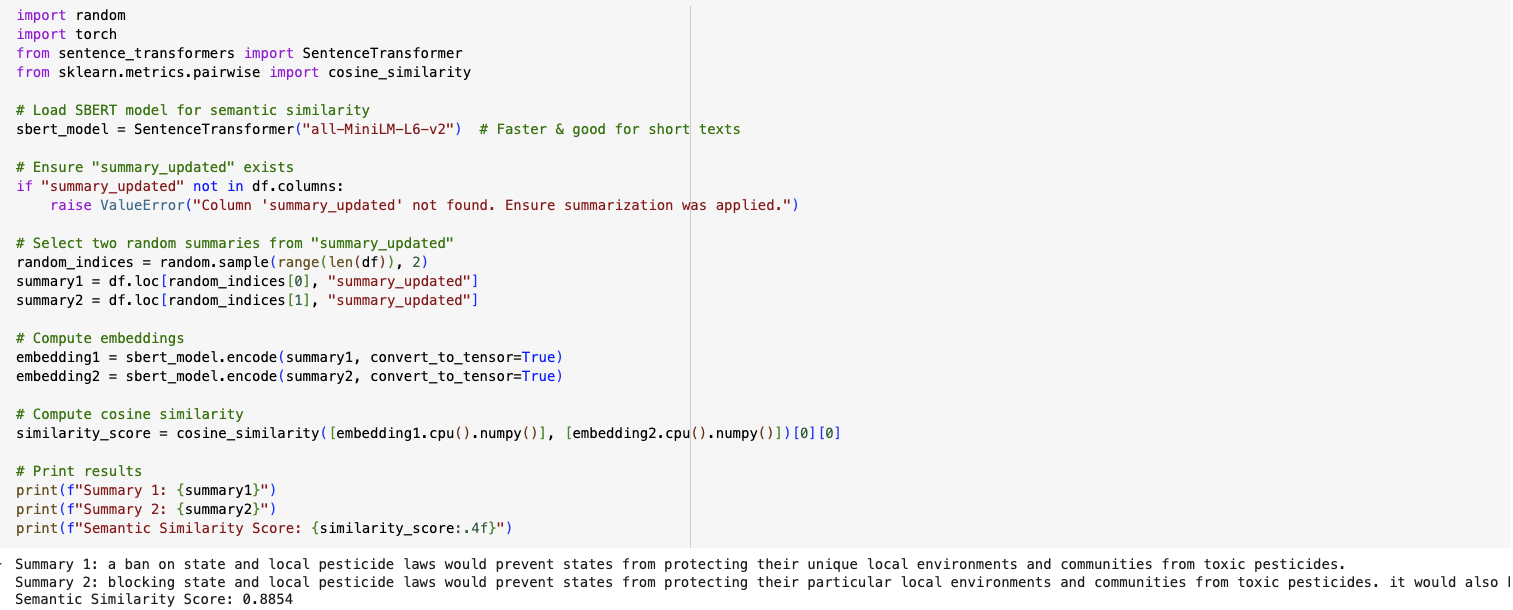 import random
import torch
from sentence_transformers import SentenceTransformer
from sklearn.metrics.pairwise import cosine_similarity

# Load SBERT model for semantic similarity
sbert_model = SentenceTransformer("all-MiniLM-L6-v2")  # Faster & good for short texts

# Ensure "summary_updated" exists
if "summary_updated" not in df.columns:
    raise ValueError("Column 'summary_updated' not found. Ensure summarization was applied.")

# Select two random summaries from "summary_updated"
random_indices = random.sample(range(len(df)), 2)
summary1 = df.loc[random_indices[0], "summary_updated"]
summary2 = df.loc[random_indices[1], "summary_updated"]

# Compute embeddings
embedding1 = sbert_model.encode(summary1, convert_to_tensor=True)
embedding2 = sbert_model.encode(summary2, convert_to_tensor=True)

# Compute cosine similarity
similarity_score = cosine_similarity([embedding1.cpu().numpy()], [embedding2.cpu().numpy()])[0][0]

# Print results
print(f"Summary 1: {summary1}")
print(f"Summary 2: {summary2}")
print(f"Semantic Similarity Score: {similarity_score:.4f}")

Summary 1: a ban on state and local pesticide laws would prevent states from protecting their unique local environments and communities from toxic pesticides.
Summary 2: blocking state and local pesticide laws would prevent states from protecting their particular local environments and communities from toxic pesticides. it would also
Semantic Similarity Score: 0.8854